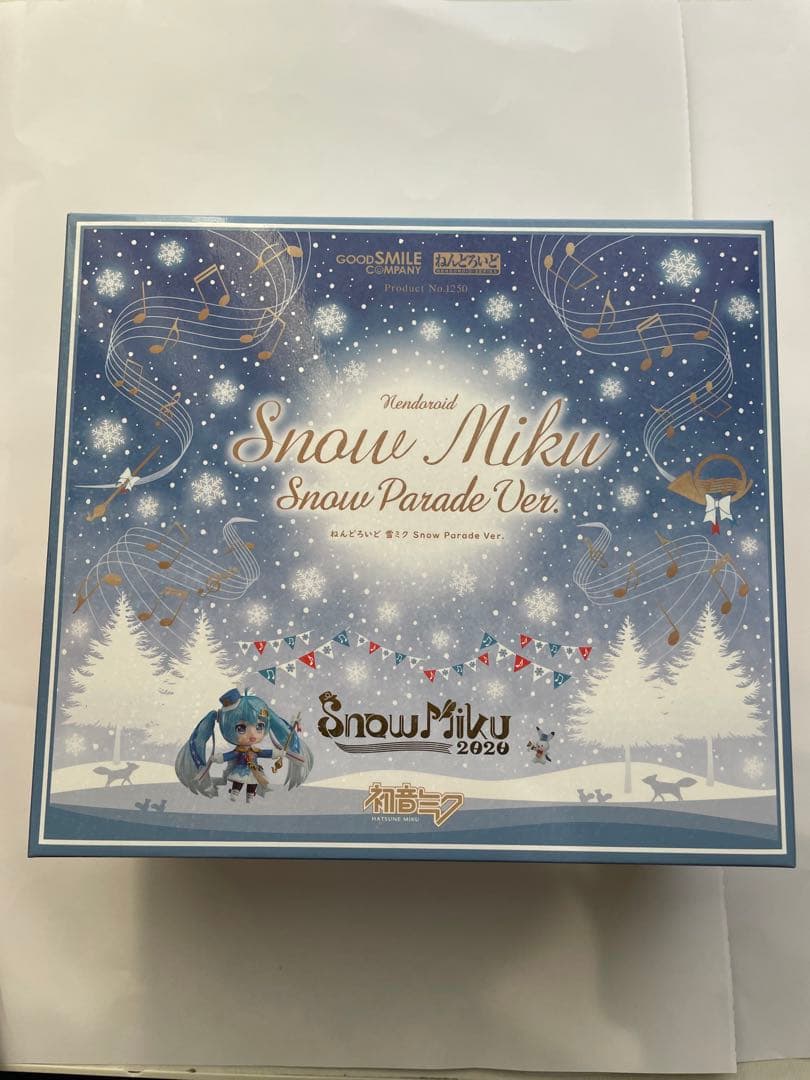 GOOD SMILE COMPANY ねんどろいど
NENDOROID SERIES
Product No.1250
Nendoroid
Snow Miku
Snow Parade Ver.
ねんどろいど 雪ミク Snow Parade Ver.
Snow Miku
2020
初音ミク
HATSUNE MIKU